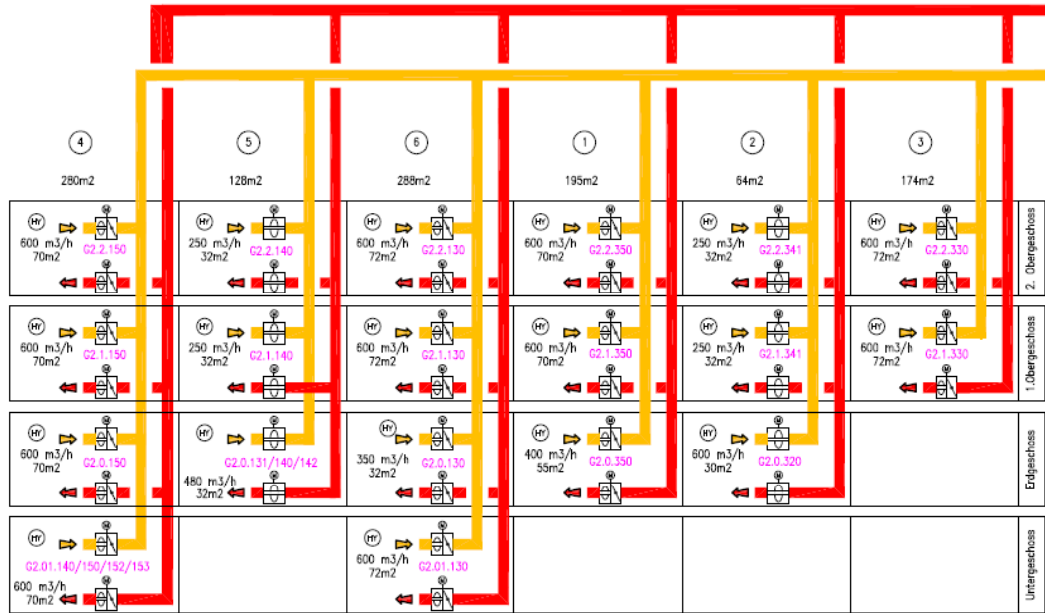 4
5
6
1
2
3
280m2
128m2
288m2
195m2
64m2
174m2
HY
M
600 m3/h
70m2
G2.2.150
M
HY
M
250 m3/h
32m2
G2.2.140
M
HY
M
600 m3/h
72m2
G2.2.130
M
HY
M
600 m3/h
70m2
G2.2.350
M
HY
M
250 m3/h
32m2
G2.2.341
M
HY
M
600 m3/h
72m2
G2.2.330
M
2. Obergeschoss
HY
M
600 m3/h
70m2
G2.1.150
M
HY
M
250 m3/h
32m2
G2.1.140
M
HY
M
600 m3/h
72m2
G2.1.130
M
HY
M
600 m3/h
70m2
G2.1.350
M
HY
M
250 m3/h
32m2
G2.1.341
M
HY
M
600 m3/h
72m2
G2.1.330
M
1.Obergeschoss
HY
M
600 m3/h
70m2
G2.0.150
M
HY
M
G2.0.131/140/142
480 m3/h
32m2
M
HY
M
350 m3/h
32m2
G2.0.130
M
HY
M
400 m3/h
55m2
G2.0.350
M
HY
M
600 m3/h
30m2
G2.0.320
M
Erdgeschoss
HY
M
G2.01.140/150/152/153
600 m3/h
70m2
M
HY
M
600 m3/h
72m2
G2.01.130
M
Untergeschoss